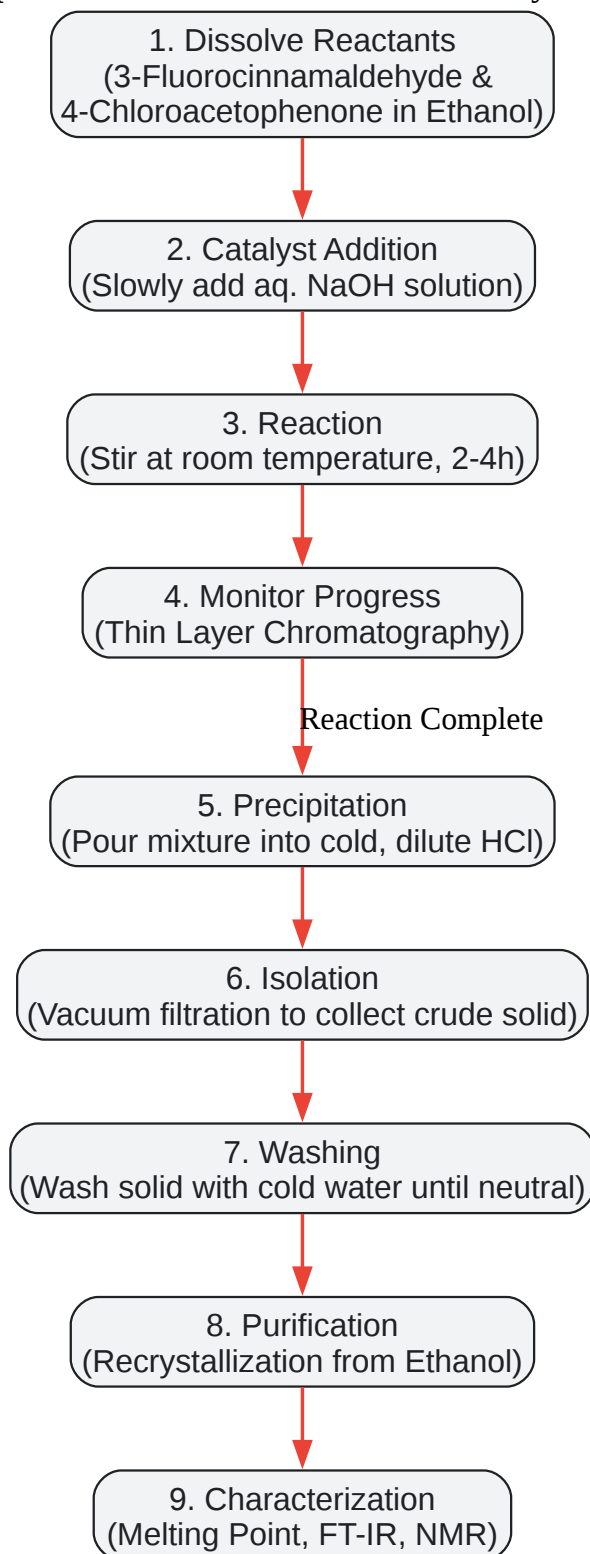 1. Dissolve Reactants
(3-Fluorocinnamaldehyde &
4-Chloroacetophenone in Ethanol)
2. Catalyst Addition
(Slowly add aq. NaOH solution)
3. Reaction
(Stir at room temperature, 2-4h)
4. Monitor Progress
(Thin Layer Chromatography)
Reaction Complete
5. Precipitation
(Pour mixture into cold, dilute HCl)
6. Isolation
(Vacuum filtration to collect crude solid)
7. Washing
(Wash solid with cold water until neutral)
8. Purification
(Recrystallization from Ethanol)
9. Characterization
(Melting Point, FT-IR, NMR)